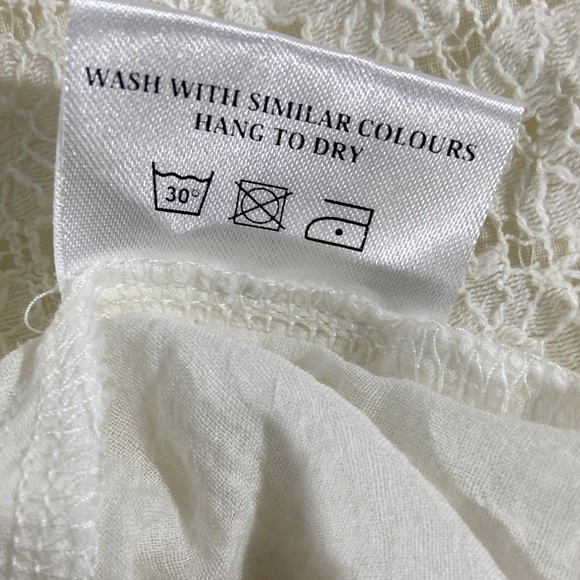 WASH WITH SIMILAR COLOURS
HANG TO DRY
30°